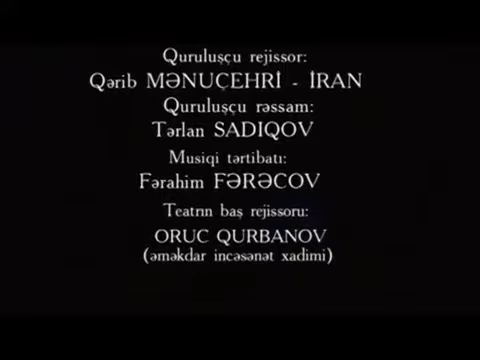 Quruluşçu rejissor:
Qərib MƏNUÇEHRİ - İRAN
Quruluşçu rəssam:
Tərlan SADIQOV
Musiqi tərtibatı:
Fərahim FƏRƏCOV
Teatrın baş rejissoru:
ORUC QURBANOV
(əməkdar incəsənət xadimi)